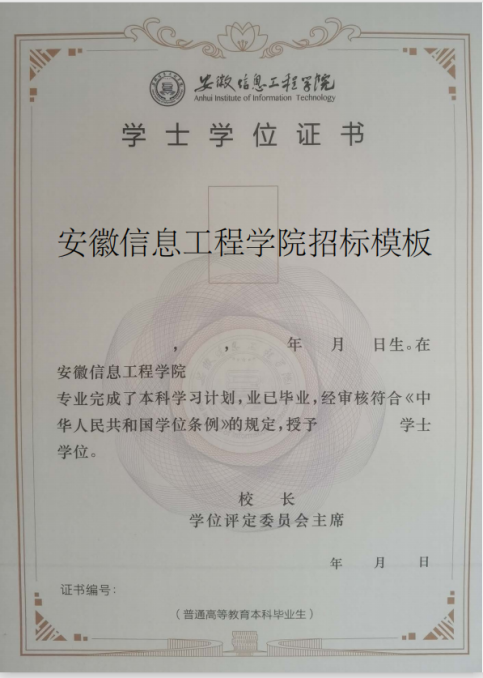 安徽信息工程学院
Anhui Institute of Information Technology
学士学位证书
安徽信息工程学院招标模板
， ， 年 月 日生。在
安徽信息工程学院
专业完成了本科学习计划，业已毕业，经审核符合《中
华人民共和国学位条例》的规定，授予 学士
学位。
校 长
学位评定委员会主席
年 月 日
证书编号：
（普通高等教育本科毕业生）